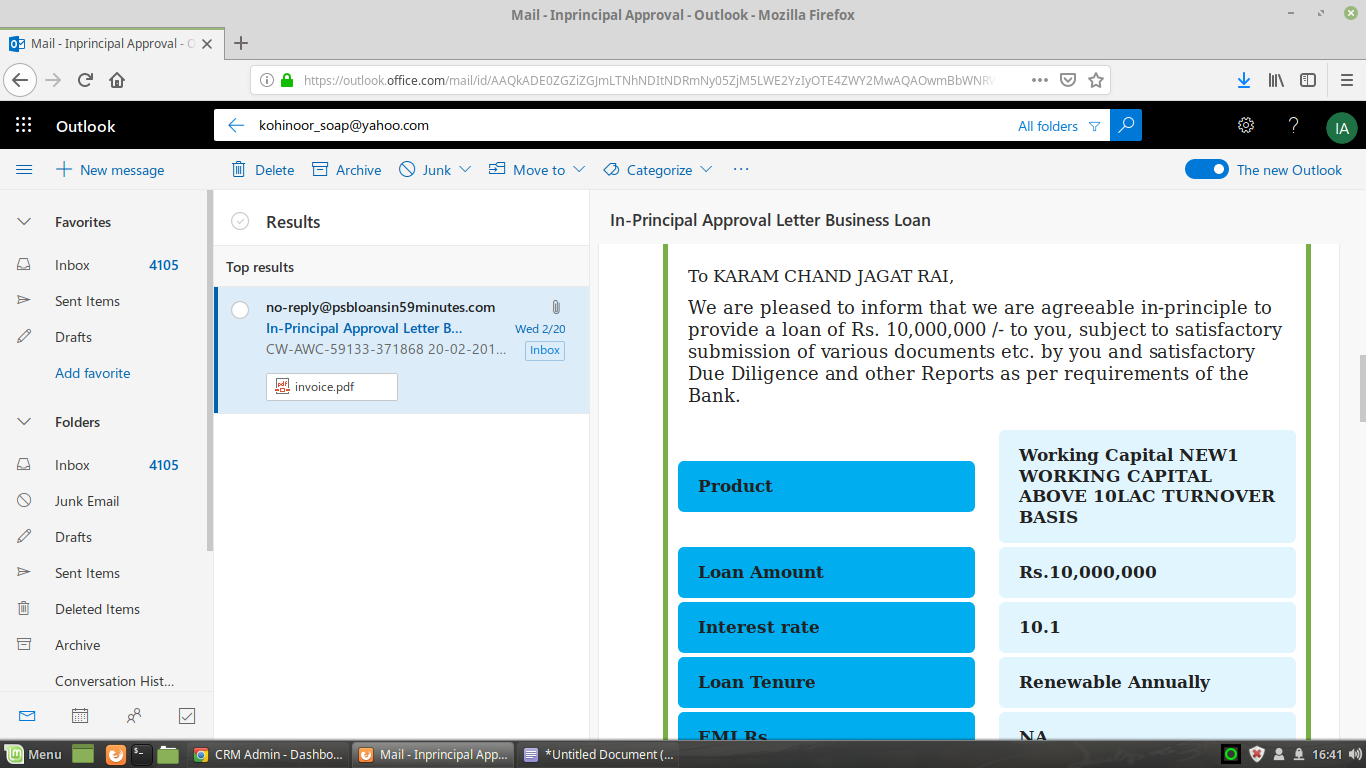 Mail - Inprincipal Approval - Outlook - Mozilla Firefox
Mail - Inprincipal Approval - O
https://outlook.office.com/mail/id/AAQkADE0ZGZiZGJmLTNhNDItNDRmNy05ZjM5LWE2YzIyOTE4ZWY2MwAQAOwmBbWNR
Outlook
kohinoor_soap@yahoo.com
All folders
IA
New message
Delete
Archive
Junk
Move to
Categorize
The new Outlook
Favorites
Inbox 4105
Sent Items
Drafts
Add favorite
Folders
Inbox 4105
Junk Email
Drafts
Sent Items
Deleted Items
Archive
Conversation Hist...
Results
Top results
no-reply@psbloansin59minutes.com
In-Principal Approval Letter B... Wed 2/20
CW-AWC-59133-371868 20-02-201... Inbox
pdf invoice.pdf
In-Principal Approval Letter Business Loan
To KARAM CHAND JAGAT RAI,
We are pleased to inform that we are agreeable in-principle to
provide a loan of Rs. 10,000,000 /- to you, subject to satisfactory
submission of various documents etc. by you and satisfactory
Due Diligence and other Reports as per requirements of the
Bank.
Product
Working Capital NEW1
WORKING CAPITAL
ABOVE 10LAC TURNOVER
BASIS
Loan Amount Rs.10,000,000
Interest rate 10.1
Loan Tenure Renewable Annually
EMI Rs NA
Menu
CRM Admin - Dashbo...
Mail - Inprincipal App...
*Untitled Document (...
16:41